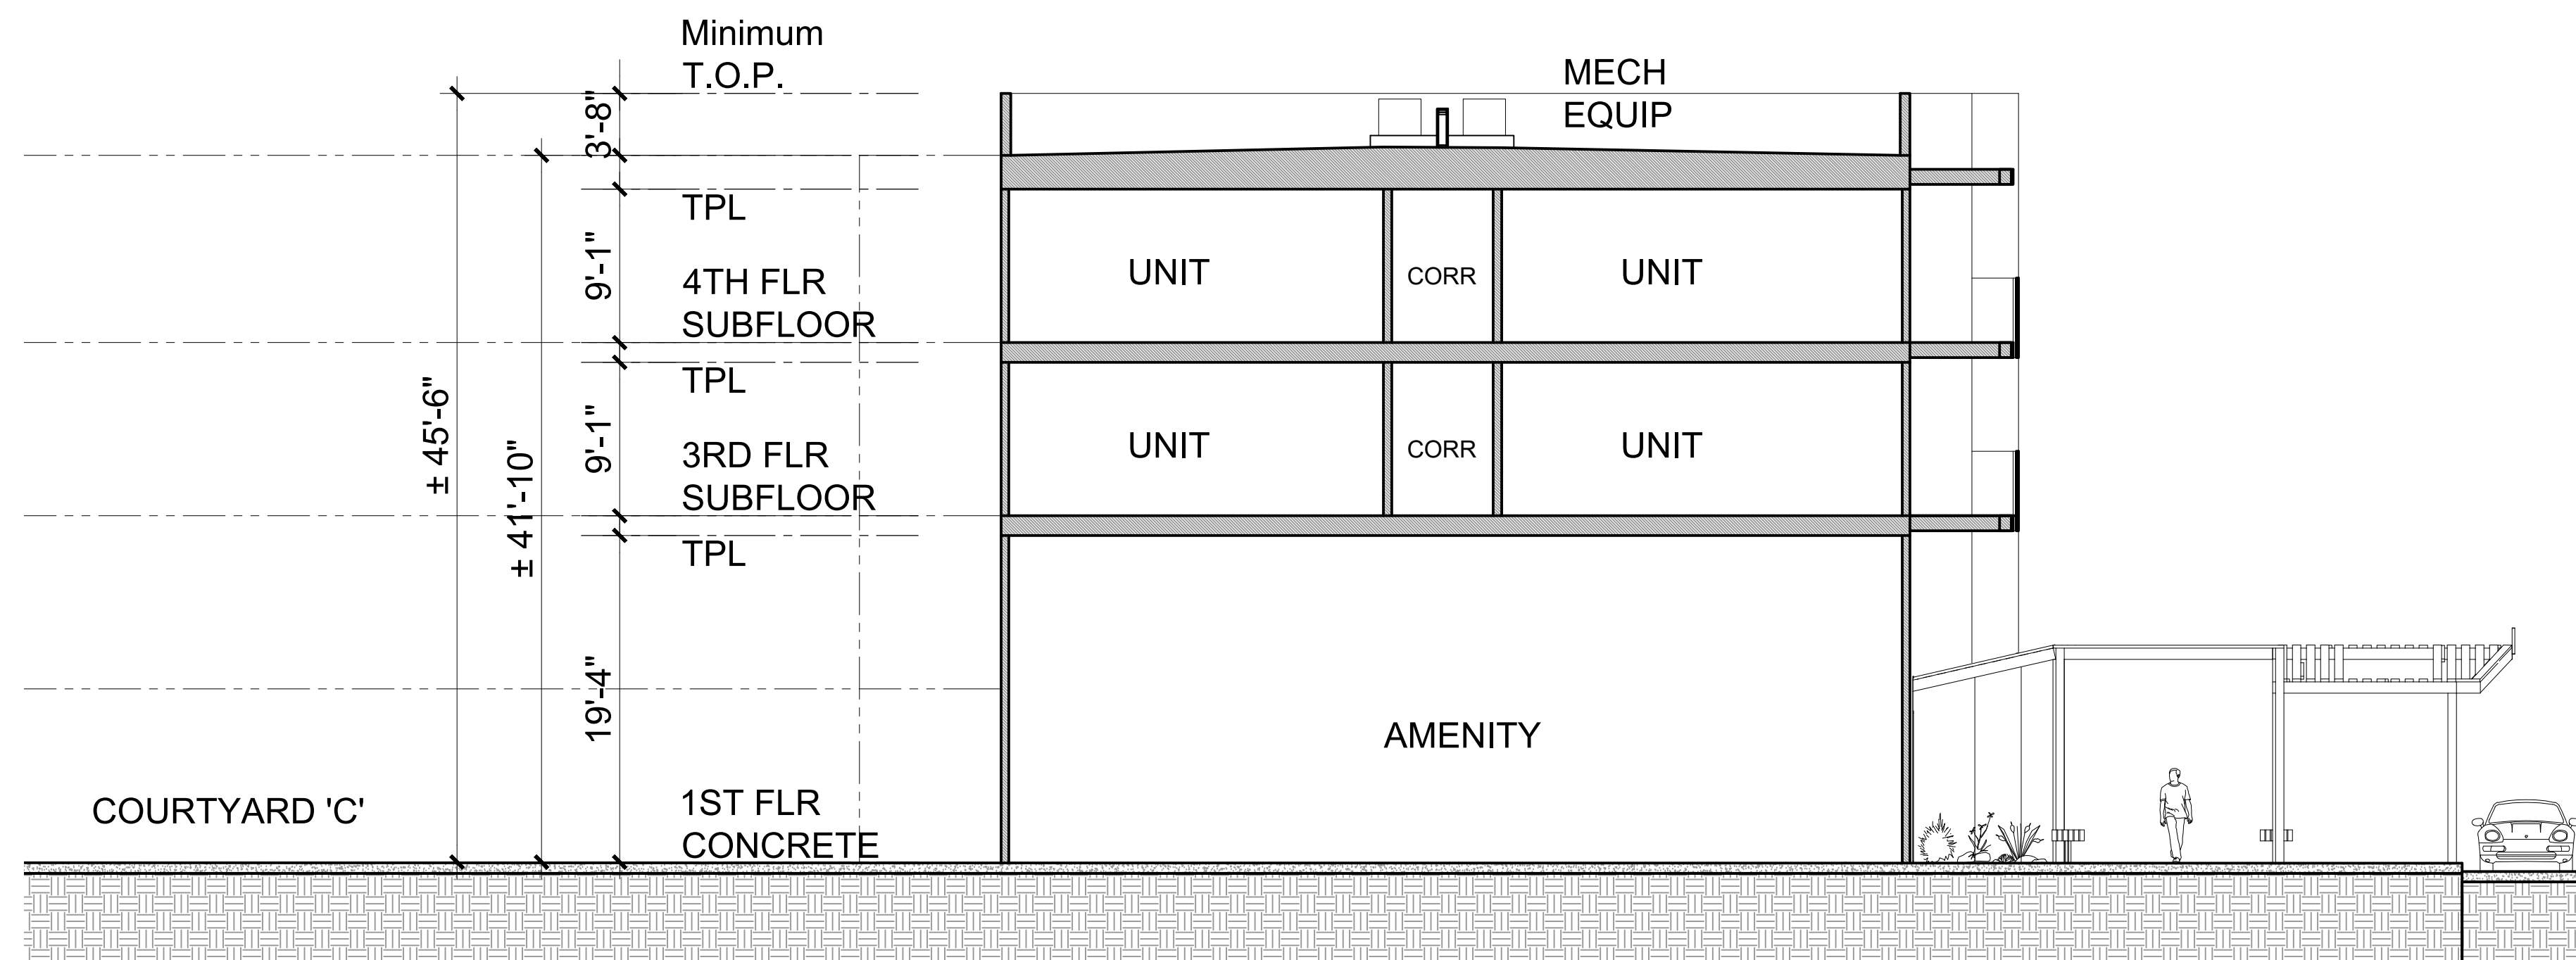 Minimum
T.O.P.
MECH
EQUIP
3'-8"
TPL
9'-1"
4TH FLR
SUBFLOOR
UNIT
CORR
UNIT
TPL
± 45'-6"
± 41'-10"
9'-1"
3RD FLR
SUBFLOOR
UNIT
CORR
UNIT
TPL
19'-4"
AMENITY
COURTYARD 'C'
1ST FLR
CONCRETE